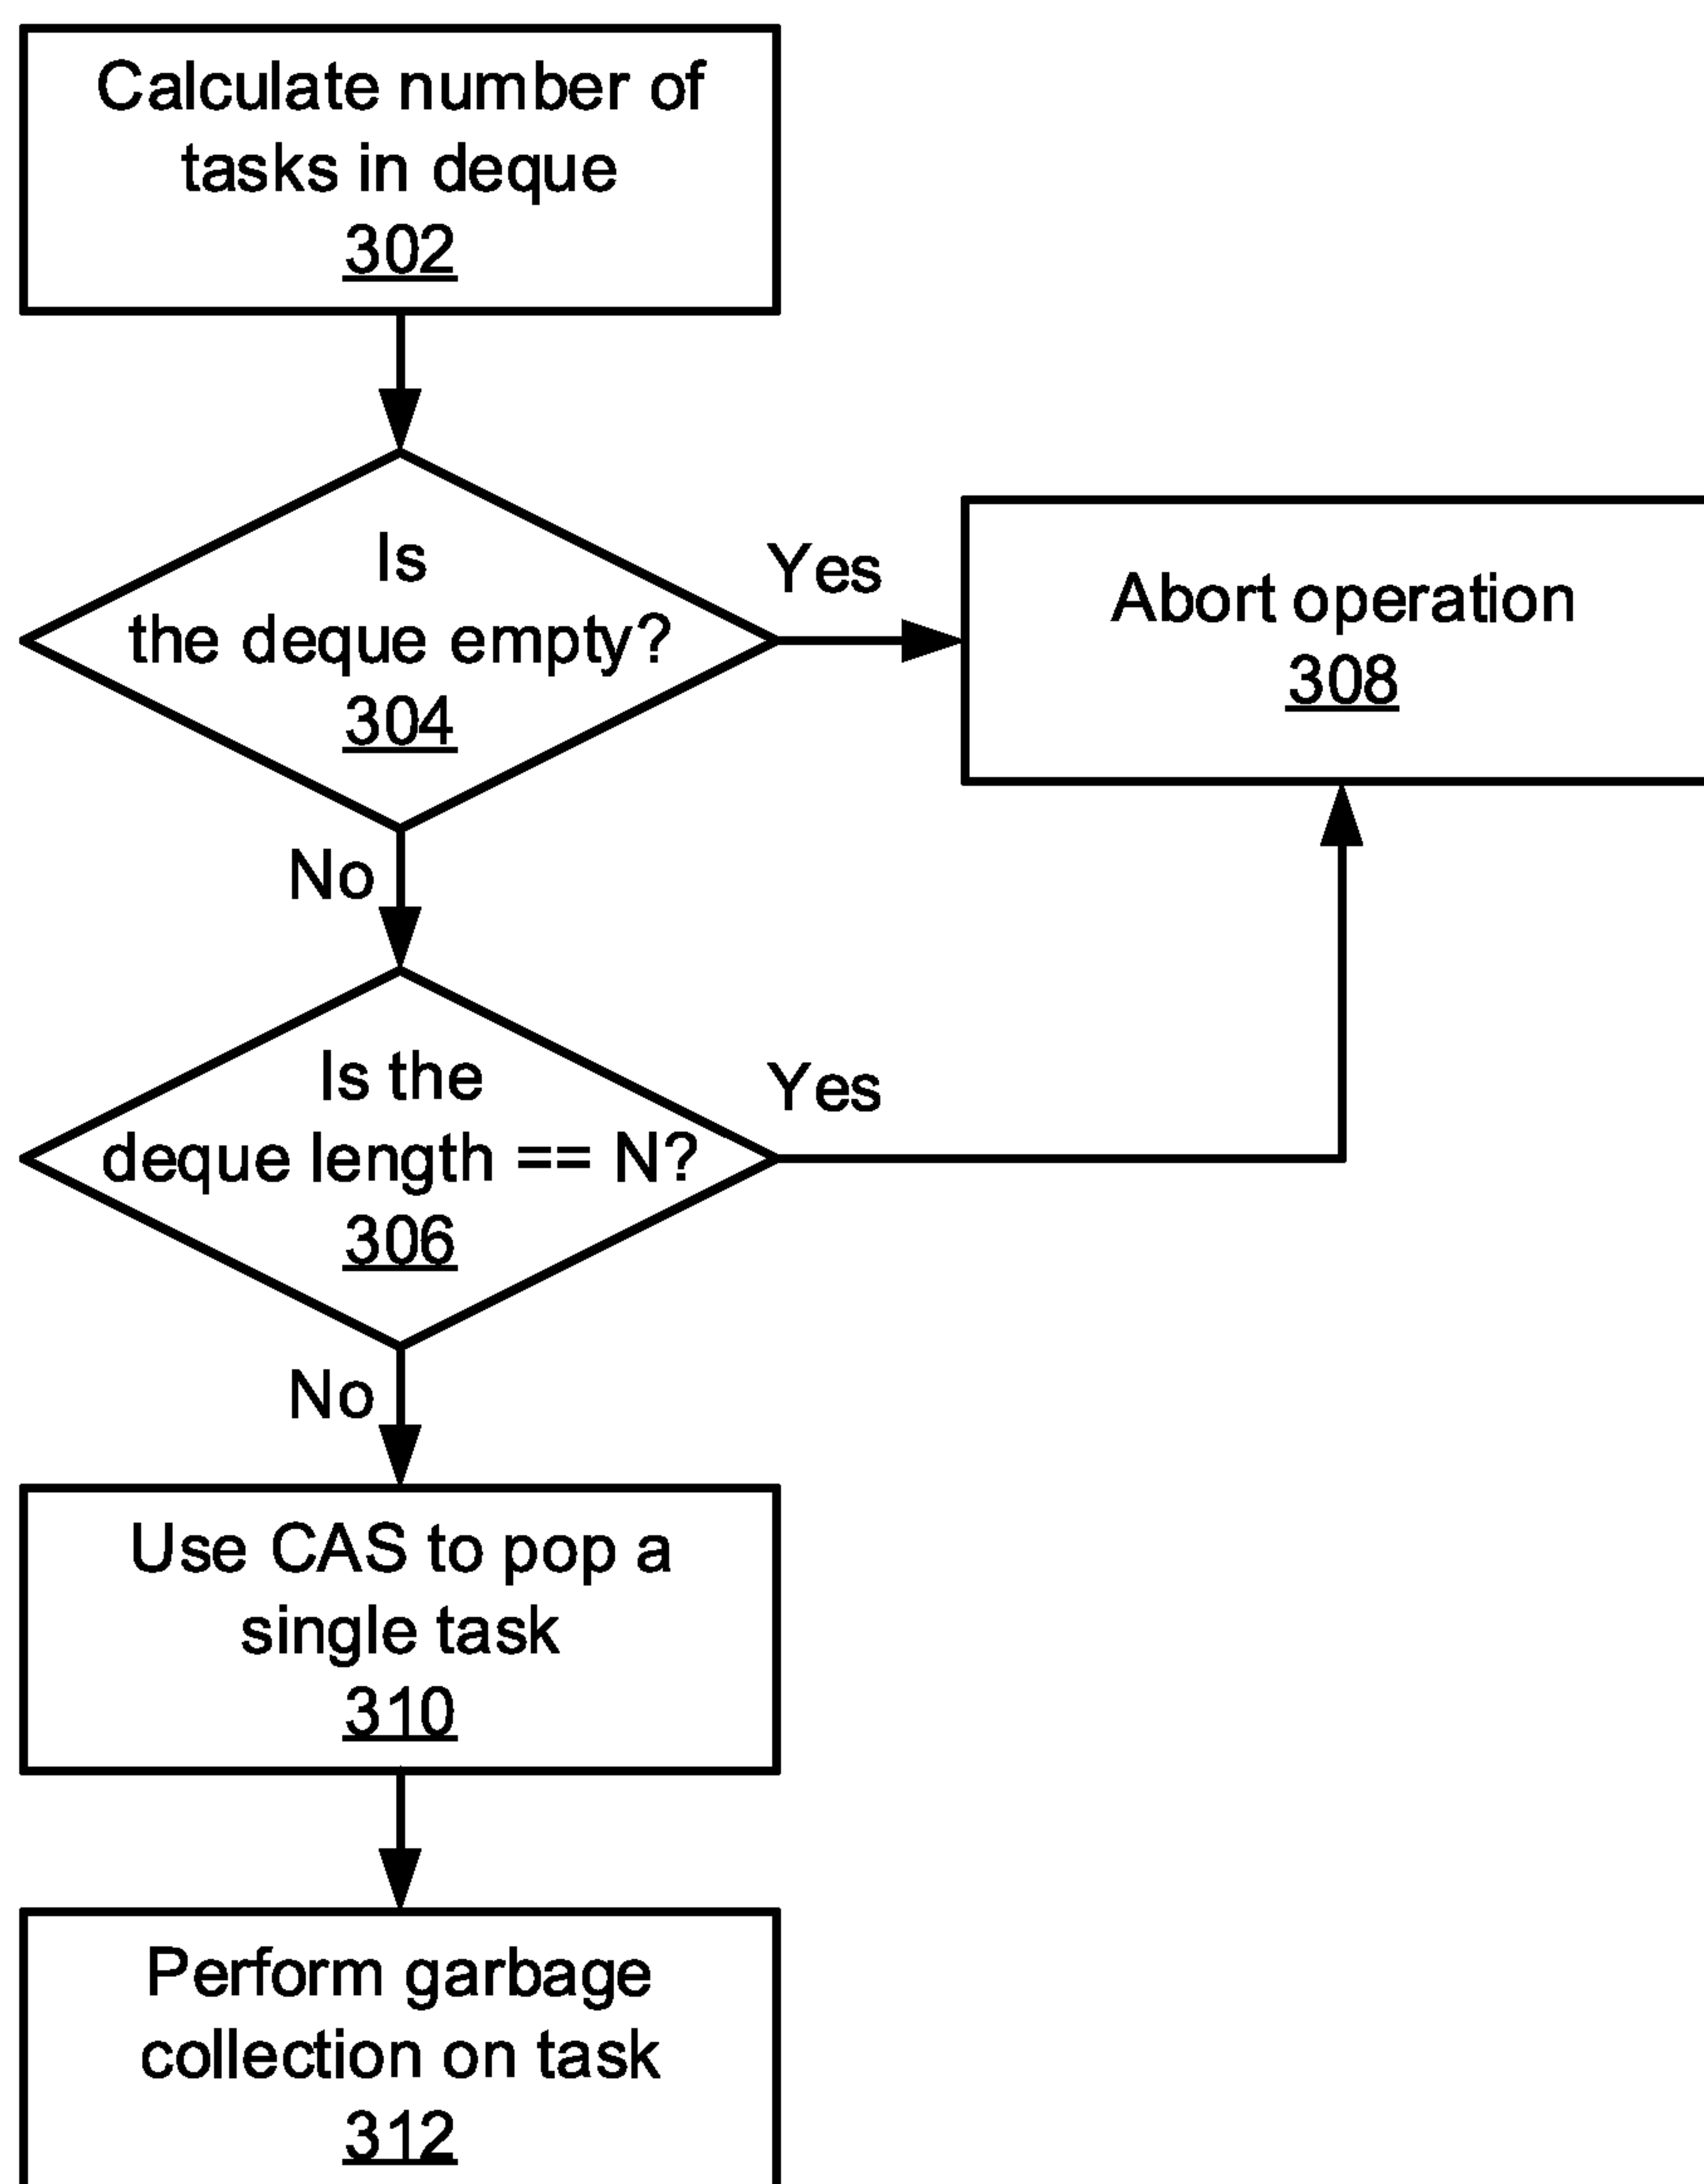 Calculate number of
tasks in deque
302
Is
the deque empty?
304
Yes
Abort operation
308
No
Is the
deque length == N?
306
Yes
No
Use CAS to pop a
single task
310
Perform garbage
collection on task
312